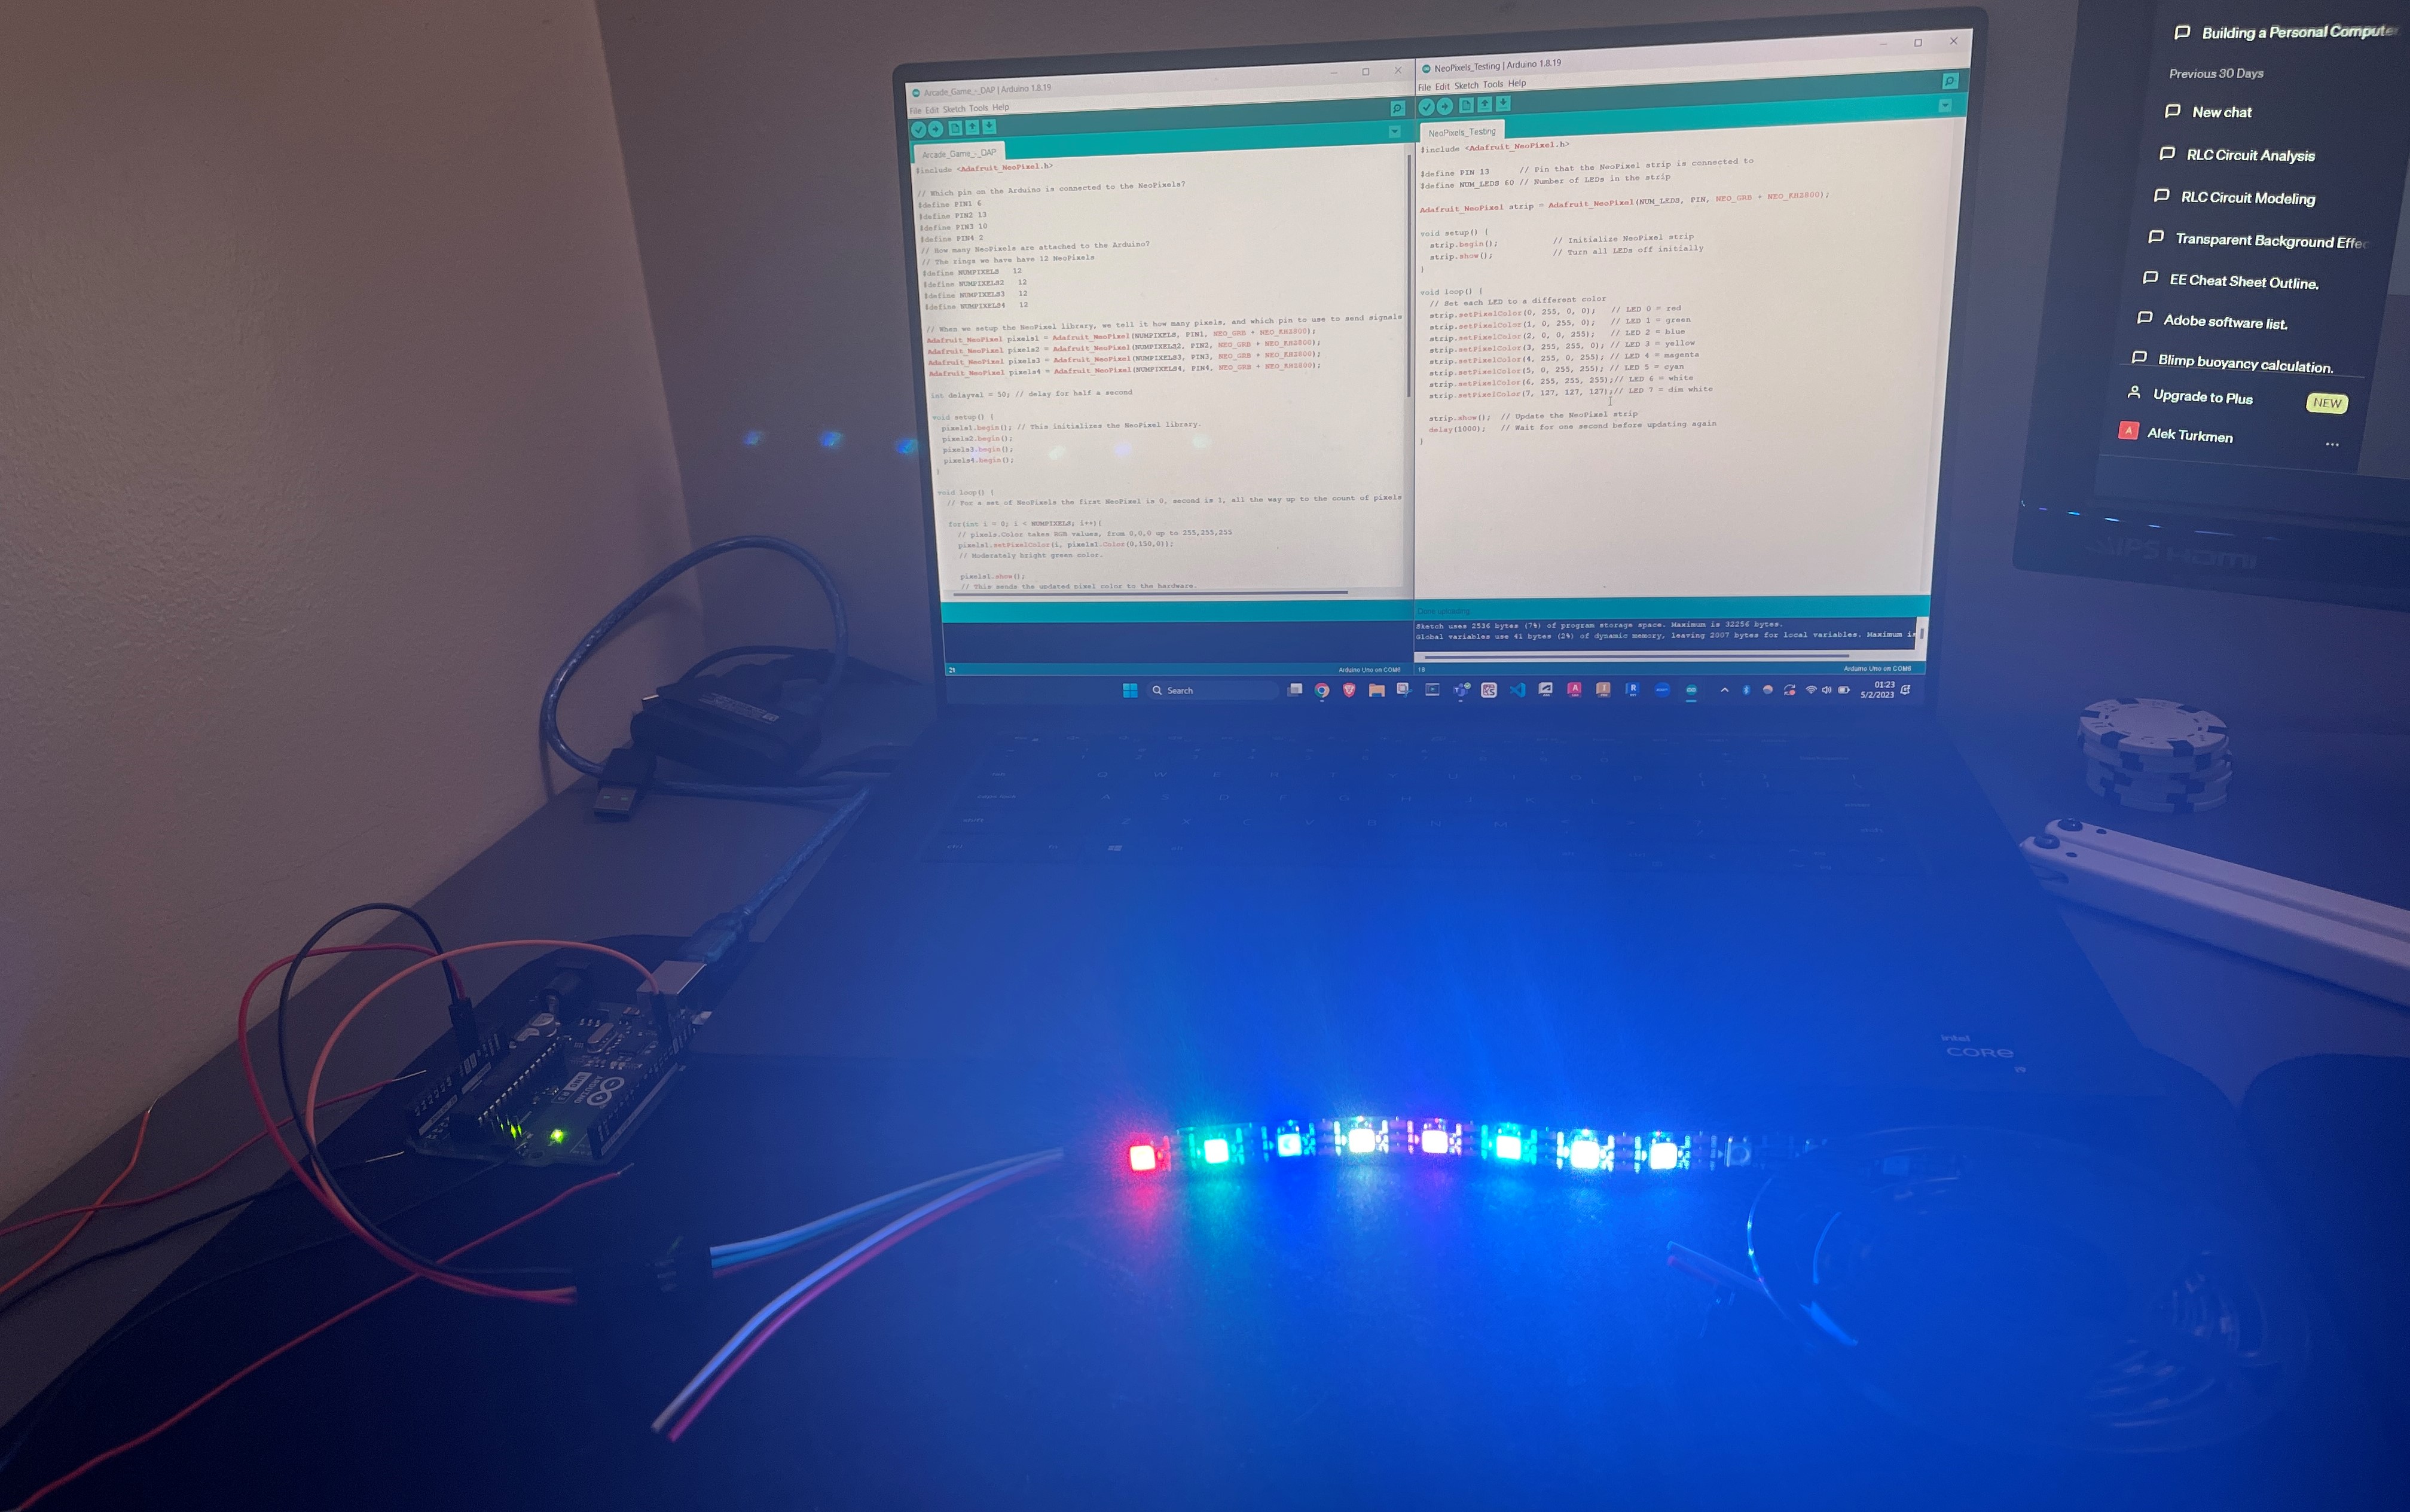 Arcade_Game_-_DAP | Arduino 1.8.19
File Edit Sketch Tools Help
Arcade_Game_-_DAP
#include <Adafruit_NeoPixel.h>
// Which pin on the Arduino is connected to the NeoPixels?
#define PIN1 6
#define PIN2 13
#define PIN3 10
#define PIN4 2
// How many NeoPixels are attached to the Arduino?
// The rings we have have 12 NeoPixels
#define NUMPIXELS 12
#define NUMPIXELS2 12
#define NUMPIXELS3 12
#define NUMPIXELS4 12
// When we setup the NeoPixel library, we tell it how many pixels, and which pin to use to send signals
Adafruit_NeoPixel pixels1 = Adafruit_NeoPixel(NUMPIXELS, PIN1, NEO_GRB + NEO_KHZ800);
Adafruit_NeoPixel pixels2 = Adafruit_NeoPixel(NUMPIXELS2, PIN2, NEO_GRB + NEO_KHZ800);
Adafruit_NeoPixel pixels3 = Adafruit_NeoPixel(NUMPIXELS3, PIN3, NEO_GRB + NEO_KHZ800);
Adafruit_NeoPixel pixels4 = Adafruit_NeoPixel(NUMPIXELS4, PIN4, NEO_GRB + NEO_KHZ800);
int delayval = 50; // delay for half a second
void setup() {
pixels1.begin(); // This initializes the NeoPixel library.
pixels2.begin();
pixels3.begin();
pixels4.begin();
}
void loop() {
// For a set of NeoPixels the first NeoPixel is 0, second is 1, all the way up to the count of pixels
for(int i = 0; i < NUMPIXELS; i++){
// pixels.Color takes RGB values, from 0,0,0 up to 255,255,255
pixels1.setPixelColor(i, pixels1.Color(0,150,0));
// Moderately bright green color.
pixels1.show();
// This sends the updated pixel color to the hardware.
21
Arduino Uno on COM6
NeoPixels_Testing | Arduino 1.8.19
File Edit Sketch Tools Help
NeoPixels_Testing
#include <Adafruit_NeoPixel.h>
#define PIN 13 // Pin that the NeoPixel strip is connected to
#define NUM_LEDS 60 // Number of LEDs in the strip
Adafruit_NeoPixel strip = Adafruit_NeoPixel(NUM_LEDS, PIN, NEO_GRB + NEO_KHZ800);
void setup() {
strip.begin(); // Initialize NeoPixel strip
strip.show(); // Turn all LEDs off initially
}
void loop() {
// Set each LED to a different color
strip.setPixelColor(0, 255, 0, 0); // LED 0 = red
strip.setPixelColor(1, 0, 255, 0); // LED 1 = green
strip.setPixelColor(2, 0, 0, 255); // LED 2 = blue
strip.setPixelColor(3, 255, 255, 0); // LED 3 = yellow
strip.setPixelColor(4, 255, 0, 255); // LED 4 = magenta
strip.setPixelColor(5, 0, 255, 255); // LED 5 = cyan
strip.setPixelColor(6, 255, 255, 255);// LED 6 = white
strip.setPixelColor(7, 127, 127, 127);// LED 7 = dim white
strip.show(); // Update the NeoPixel strip
delay(1000); // Wait for one second before updating again
}
Done uploading.
Sketch uses 2536 bytes (7%) of program storage space. Maximum is 32256 bytes.
Global variables use 41 bytes (2%) of dynamic memory, leaving 2007 bytes for local variables. Maximum is
18
Arduino Uno on COM6
Search
01:23
5/2/2023
Building a Personal Computer
Previous 30 Days
New chat
RLC Circuit Analysis
RLC Circuit Modeling
Transparent Background Effec
EE Cheat Sheet Outline.
Adobe software list.
Blimp buoyancy calculation.
Upgrade to Plus NEW
A Alek Turkmen
IPS HDMI
intel
CORE
i9
ARDUINO
UNO